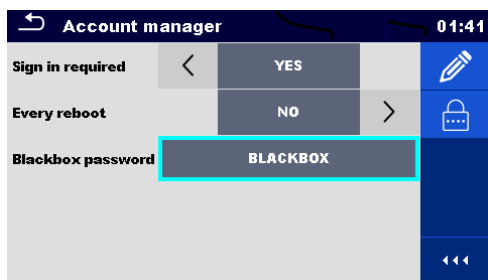 Account manager 01:41
Sign in required YES
Every reboot NO
Blackbox password BLACKBOX